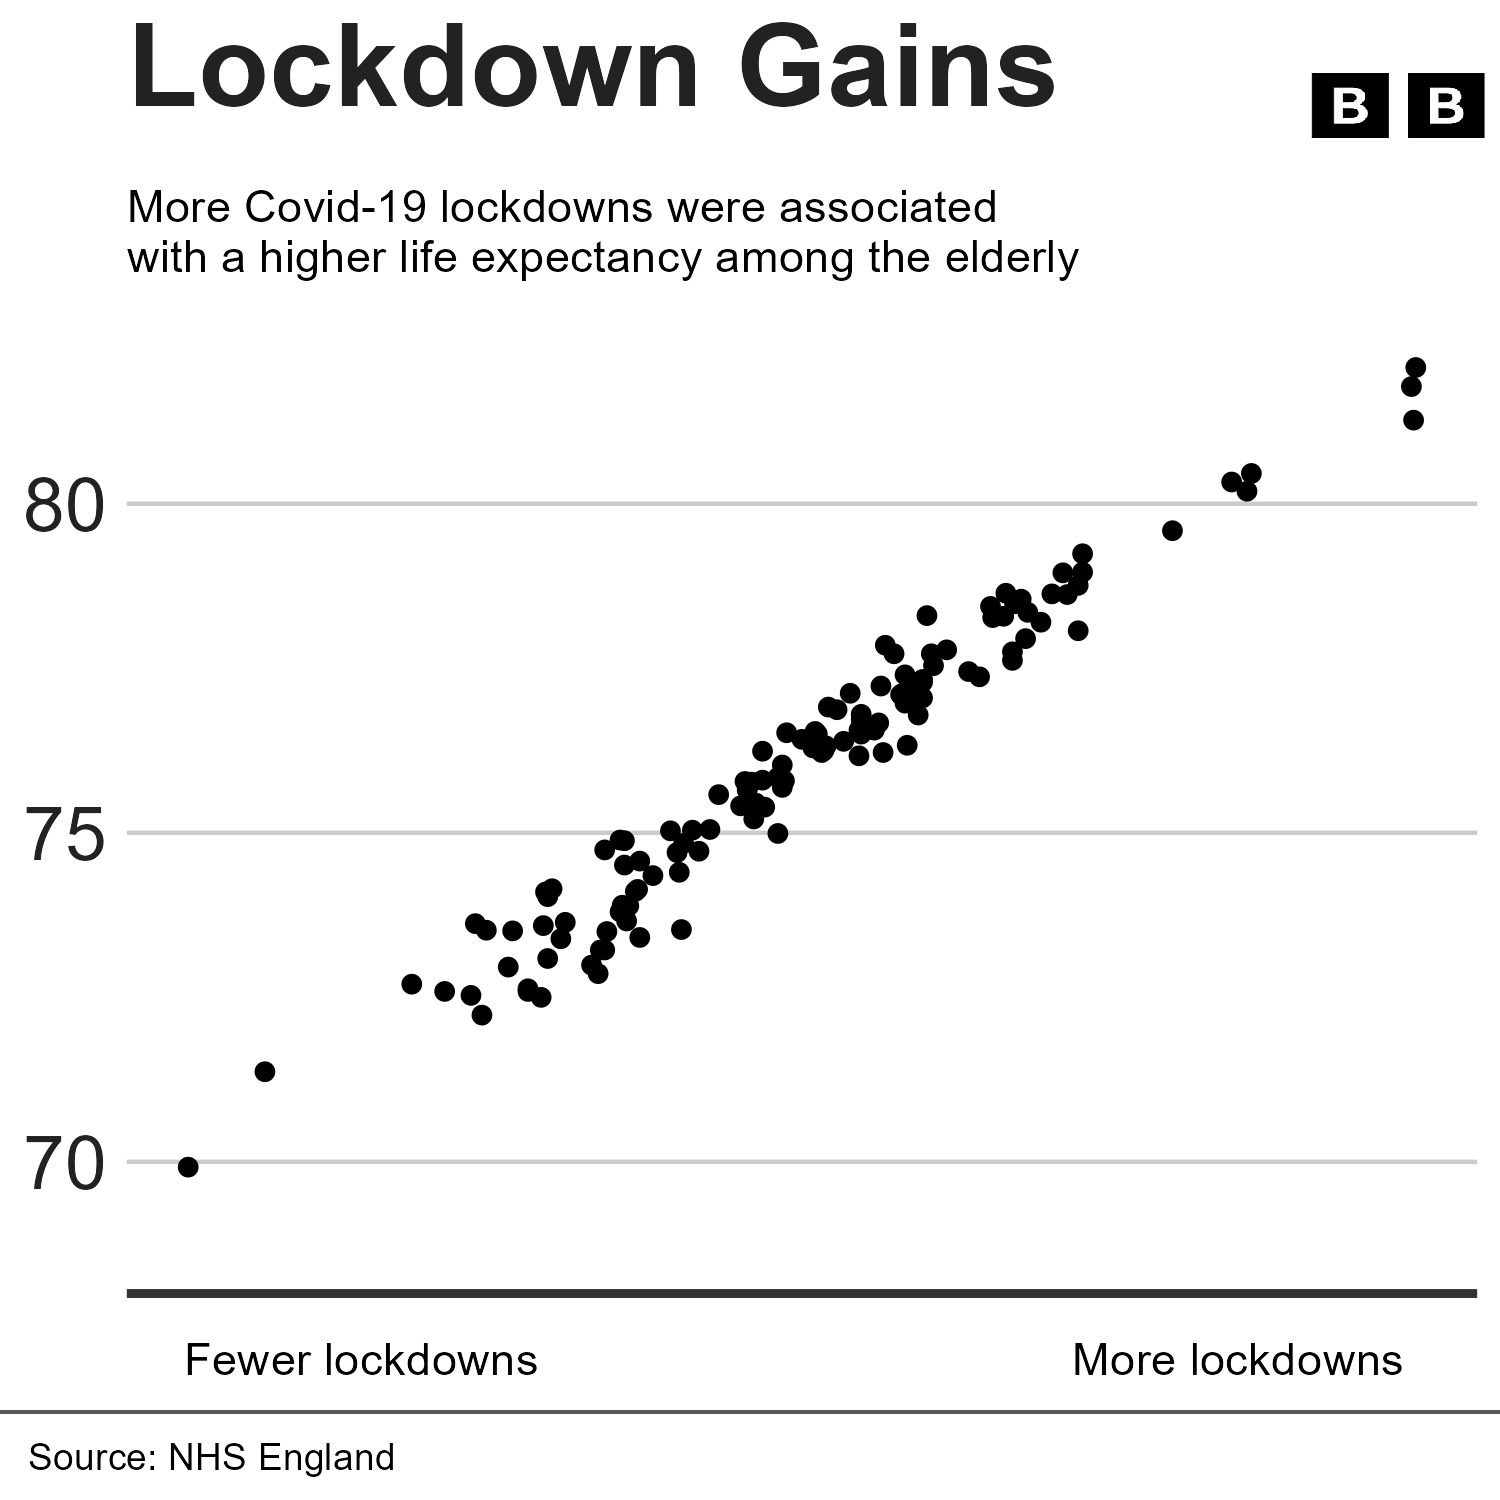 Lockdown Gains
B B
More Covid-19 lockdowns were associated
with a higher life expectancy among the elderly
80
75
70
Fewer lockdowns
More lockdowns
Source: NHS England